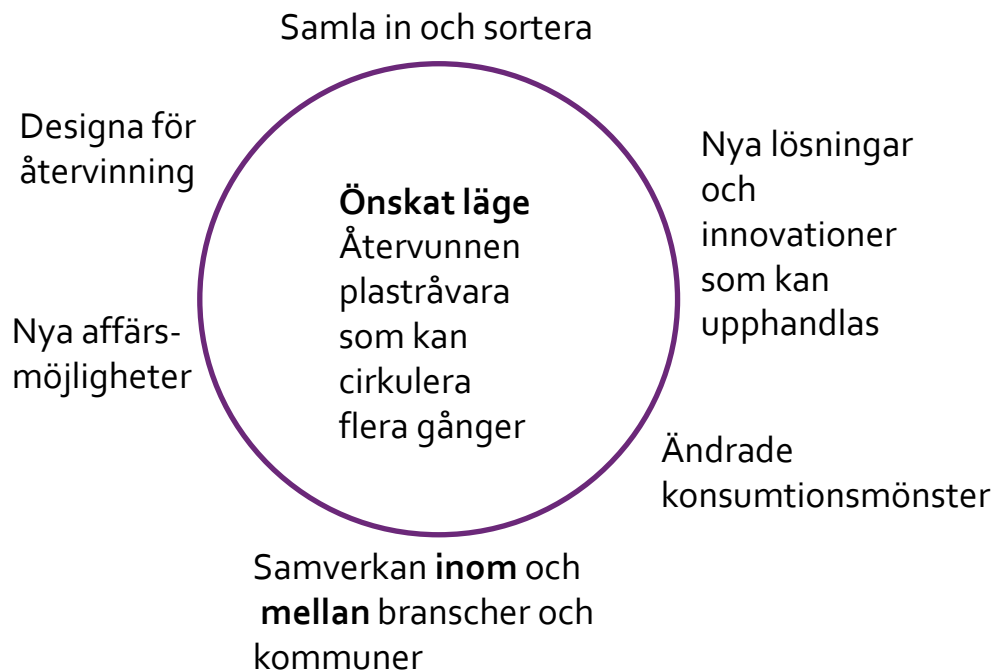 Samla in och sortera
Designa för
återvinning
Nya lösningar
och
innovationer
som kan
upphandlas
Önskat läge
Återvunnen
plastråvara
som kan
cirkulera
flera gånger
Nya affärs-
möjligheter
Ändrade
konsumtionsmönster
Samverkan inom och
mellan branscher och
kommuner